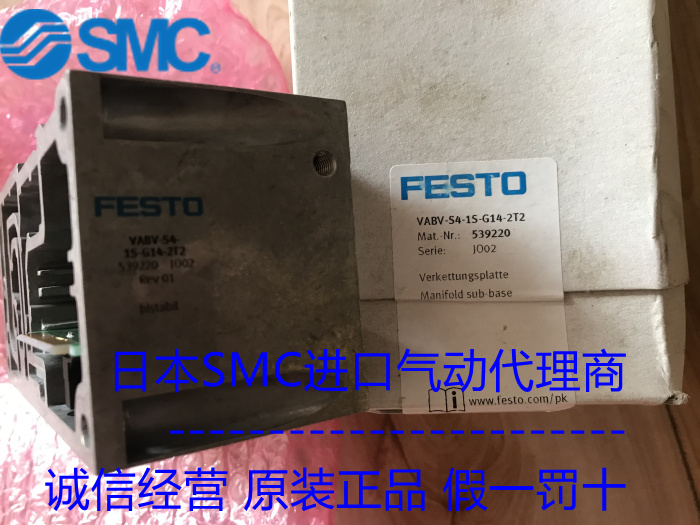 SMC
FESTO
VABV-S4-
1S-G14-2T2
539220 J002
Rev 01
bistabil
FESTO
VABV-S4-1S-G14-2T2
Mat.-Nr.: 539220
Serie: J002
Verkettungsplatte
Manifold sub-base
www.festo.com/pk
日本SMC进口气动代理商
诚信经营 原装正品 假一罚十